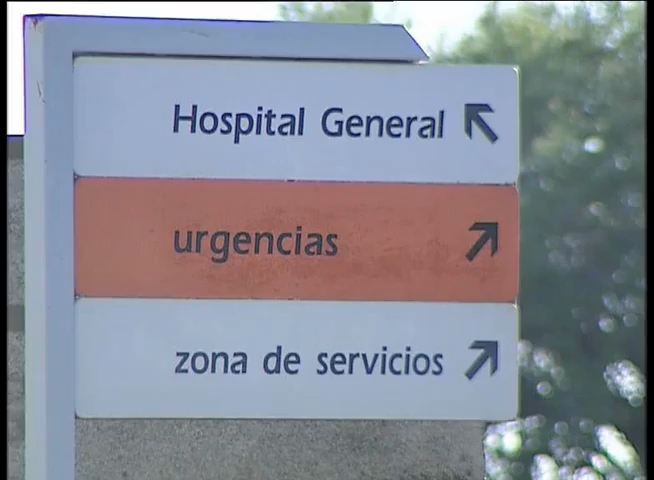 Hospital General
urgencias
zona de servicios